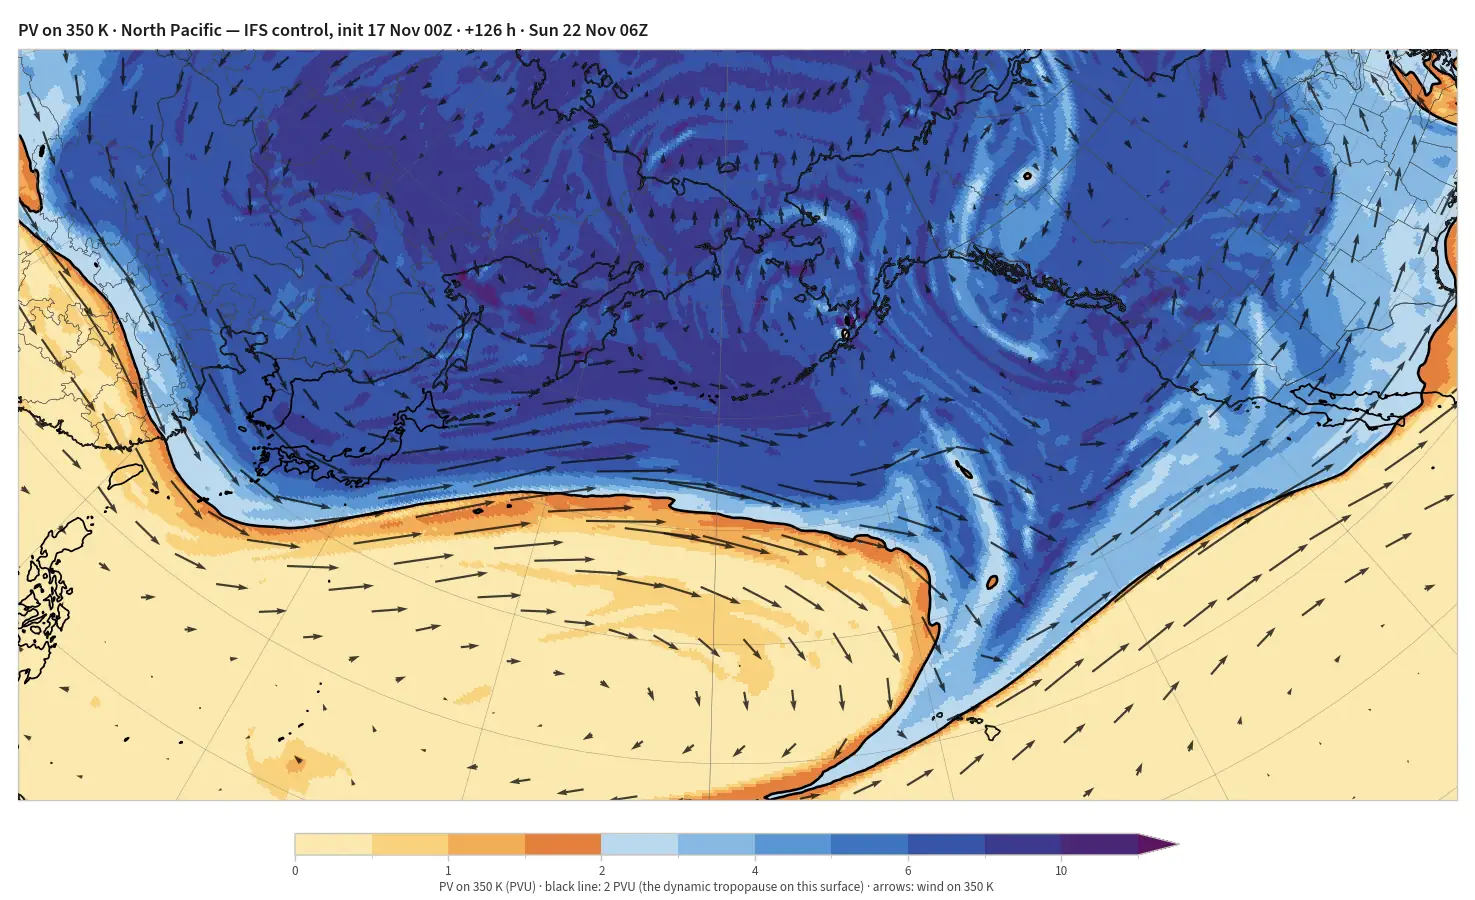 PV on 350 K · North Pacific — IFS control, init 17 Nov 00Z · +126 h · Sun 22 Nov 06Z
0 1 2 4 6 10
PV on 350 K (PVU) · black line: 2 PVU (the dynamic tropopause on this surface) · arrows: wind on 350 K